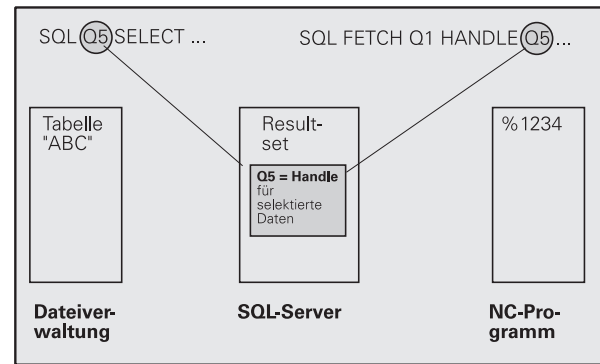 SQL Q5 SELECT ...
SQL FETCH Q1 HANDLE Q5 ...
Tabelle
"ABC"
Result-
set
Q5 = Handle
für
selektierte
Daten
%1234
Dateiver-
waltung
SQL-Server
NC-Pro-
gramm